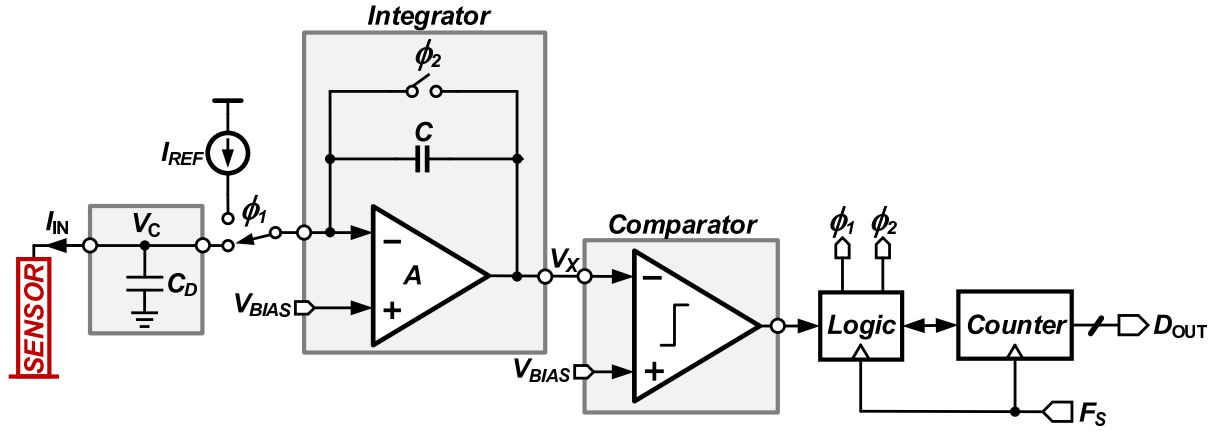 Integrator
ϕ2
C
IREF
ϕ1
IIN
VC
CD
SENSOR
A
VBIAS
Comparator
VX
VBIAS
ϕ1 ϕ2
Logic
Counter
DOUT
FS